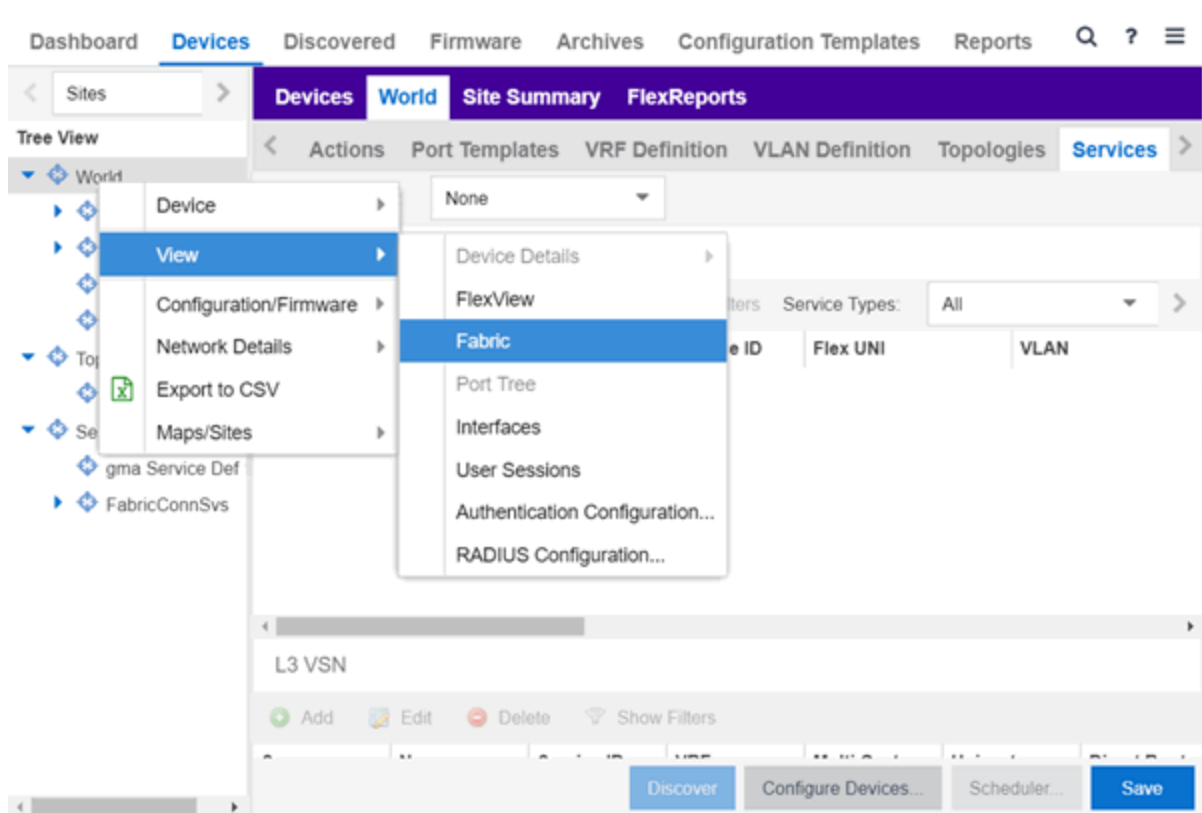 Dashboard Devices Discovered Firmware Archives Configuration Templates Reports ?
Sites
Devices World Site Summary FlexReports
Tree View
Actions Port Templates VRF Definition VLAN Definition Topologies Services
World
Device
None
View
Device Details
Configuration/Firmware
FlexView
Service Types: All
Network Details
Fabric
Flex UNI VLAN
Export to CSV
Port Tree
Maps/Sites
Interfaces
gma Service Def
User Sessions
FabricConnSvs
Authentication Configuration...
RADIUS Configuration...
L3 VSN
Add Edit Delete Show Filters
Discover Configure Devices... Scheduler... Save